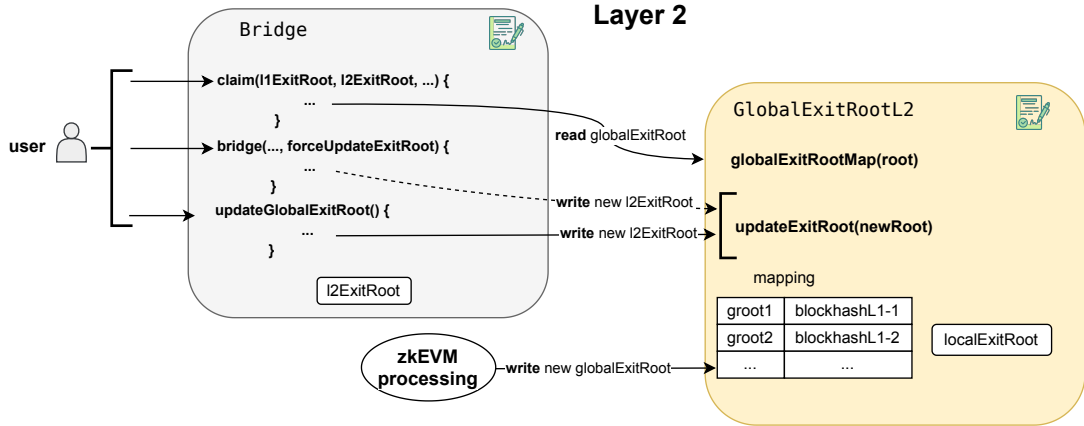 Layer 2
Bridge
user
claim(l1ExitRoot, l2ExitRoot, ...) {
...
}
bridge(..., forceUpdateExitRoot) {
...
}
updateGlobalExitRoot() {
...
}
l2ExitRoot
read globalExitRoot
write new l2ExitRoot
write new l2ExitRoot
zkEVM
processing
write new globalExitRoot
GlobalExitRootL2
globalExitRootMap(root)
updateExitRoot(newRoot)
mapping
groot1 blockhashL1-1
groot2 blockhashL1-2
... ...
localExitRoot